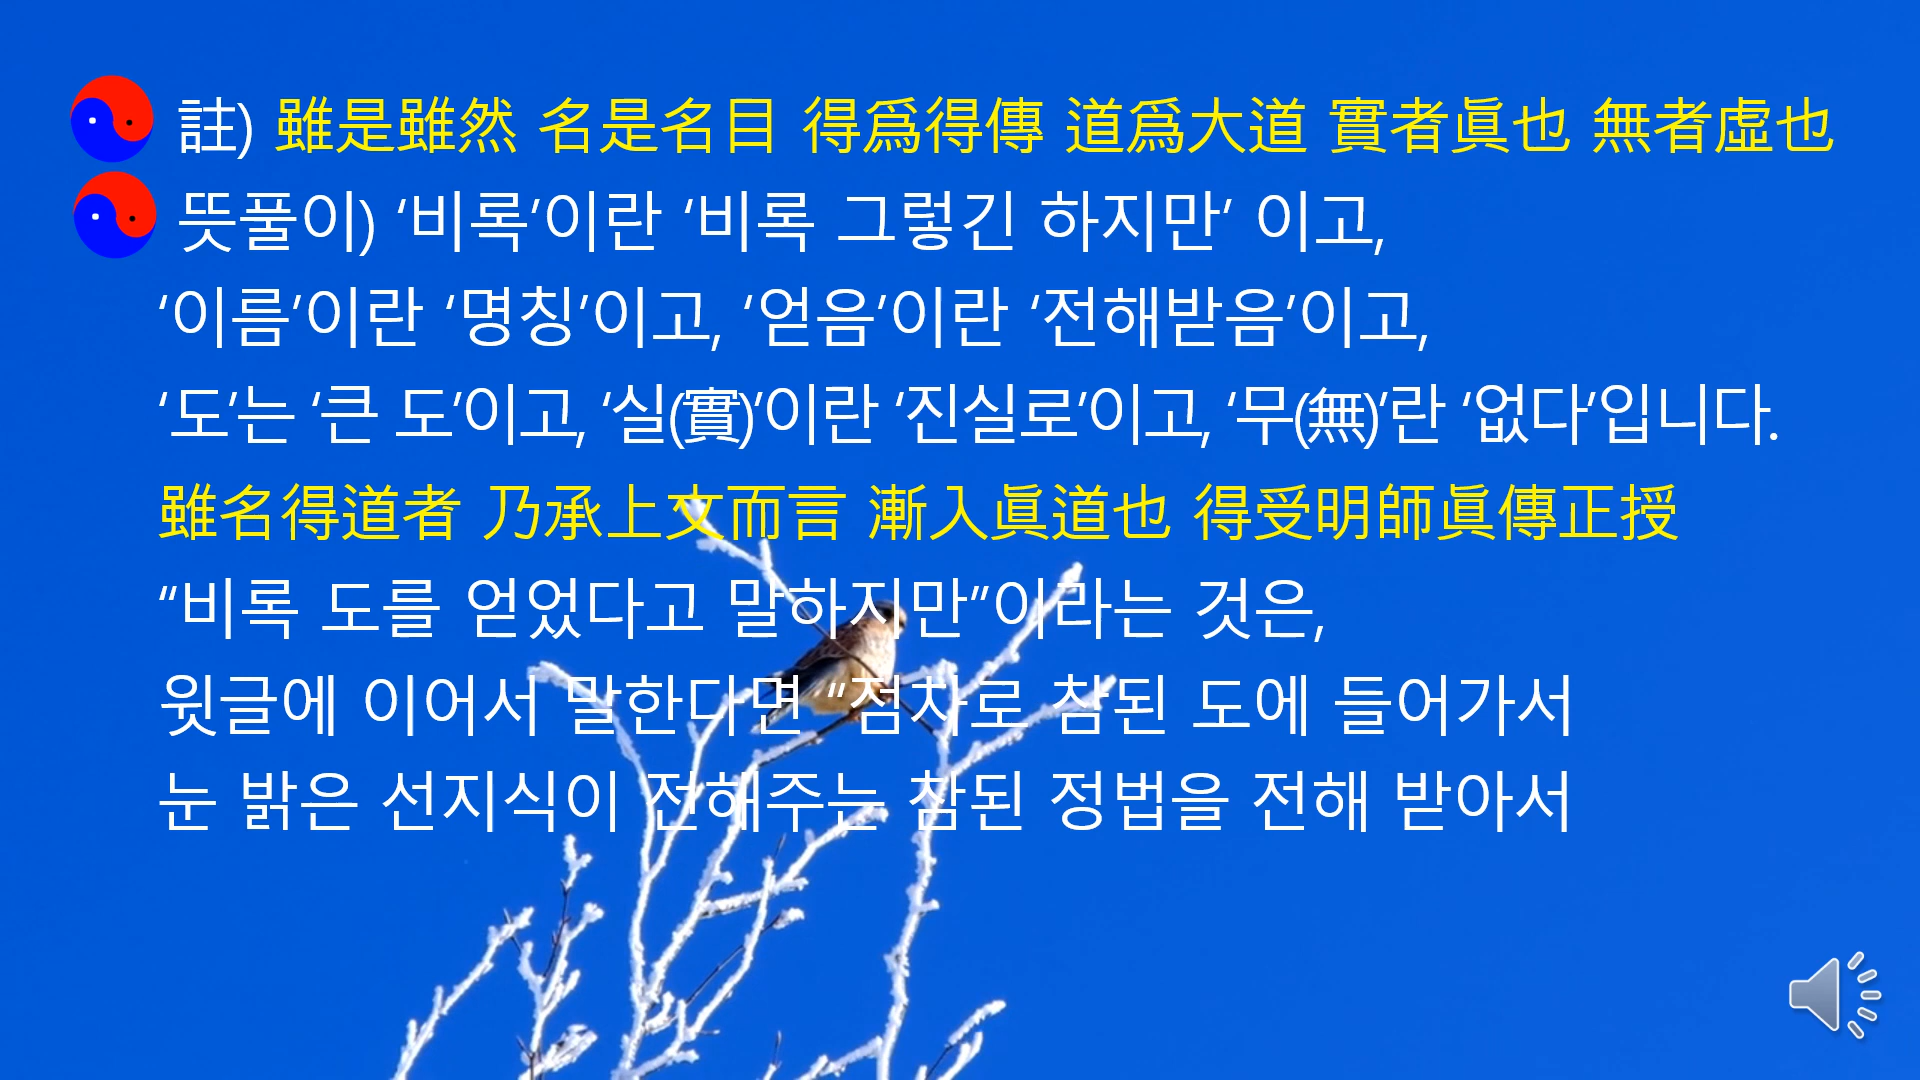 註) 雖是雖然 名是名目 得爲得傳 道爲大道 實者眞也 無者虛也
뜻풀이) ‘비록’이란 ‘비록 그렇긴 하지만’ 이고,
‘이름’이란 ‘명칭’이고, ‘얻음’이란 ‘전해받음’이고,
‘도’는 ‘큰 도’이고, ‘실(實)’이란 ‘진실로’이고, ‘무(無)’란 ‘없다’입니다.
雖名得道者 乃承上文而言 漸入眞道也 得受明師眞傳正授
“비록 도를 얻었다고 말하지만”이라는 것은,
윗글에 이어서 말한다면 “점차로 참된 도에 들어가서
눈 밝은 선지식이 전해주는 참된 정법을 전해 받아서